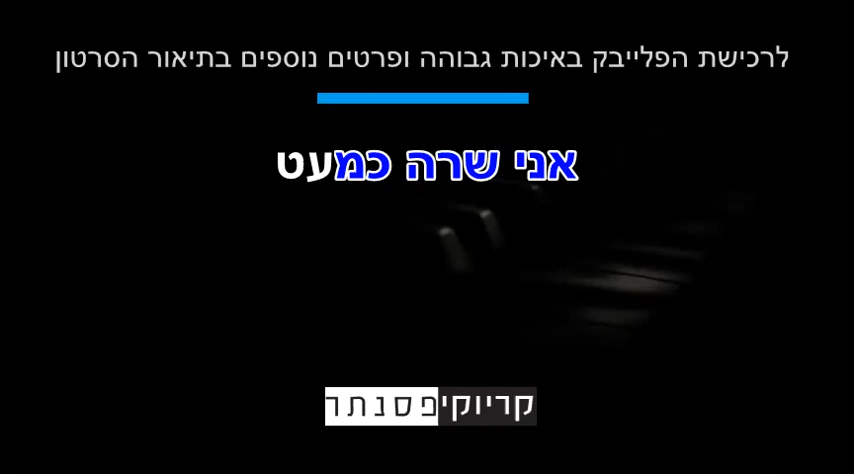 לרכישת הפלייבק באיכות גבוהה ופרטים נוספים בתיאור הסרטון
אני שרה כמעט
קריוקיפסנתר